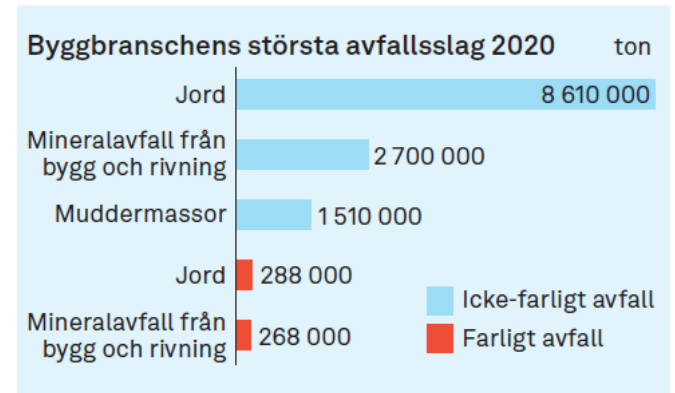 Byggbranschens största avfallsslag 2020 ton
Jord 8 610 000
Mineralavfall från
bygg och rivning 2 700 000
Muddermassor 1 510 000
Jord 288 000
Mineralavfall från
bygg och rivning 268 000
Icke-farligt avfall
Farligt avfall